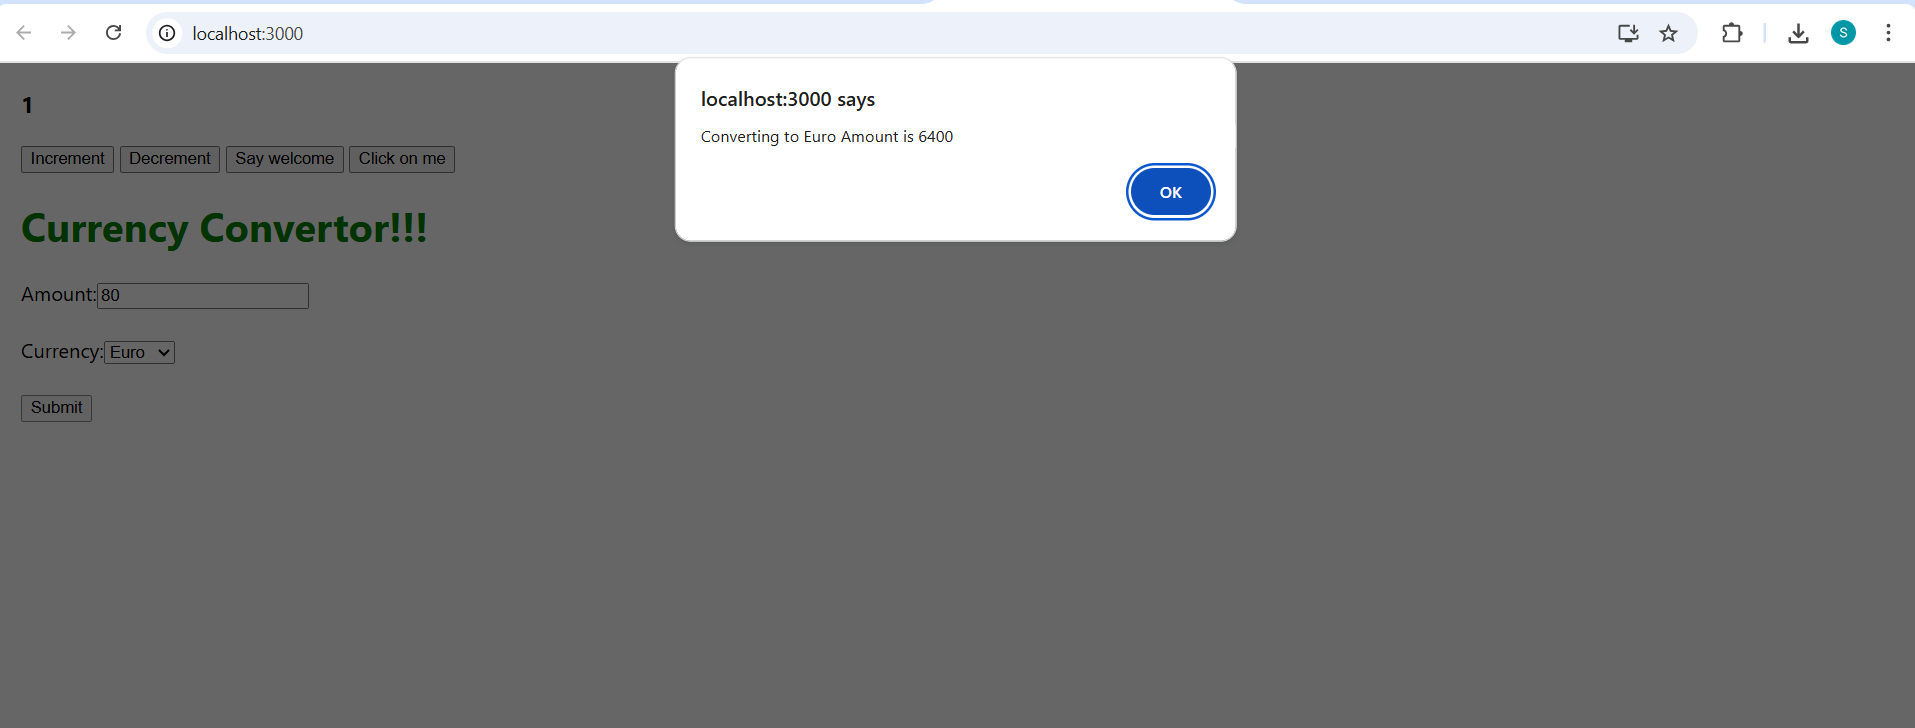 localhost:3000
S
localhost:3000 says
Converting to Euro Amount is 6400
OK
1
Increment Decrement Say welcome Click on me
Currency Convertor!!!
Amount:80
Currency:Euro
Submit